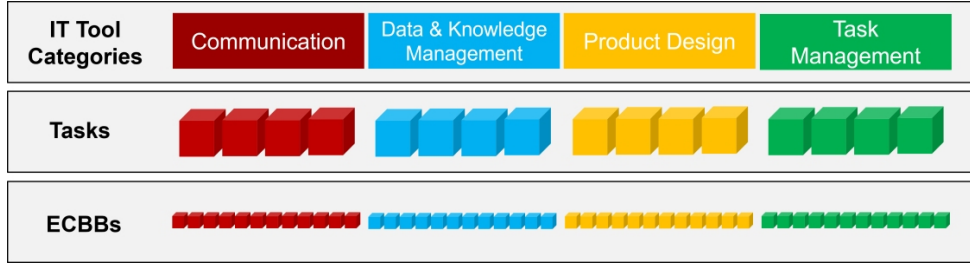 IT Tool
Categories
Communication
Data & Knowledge
Management
Product Design
Task
Management
Tasks
ECBBs